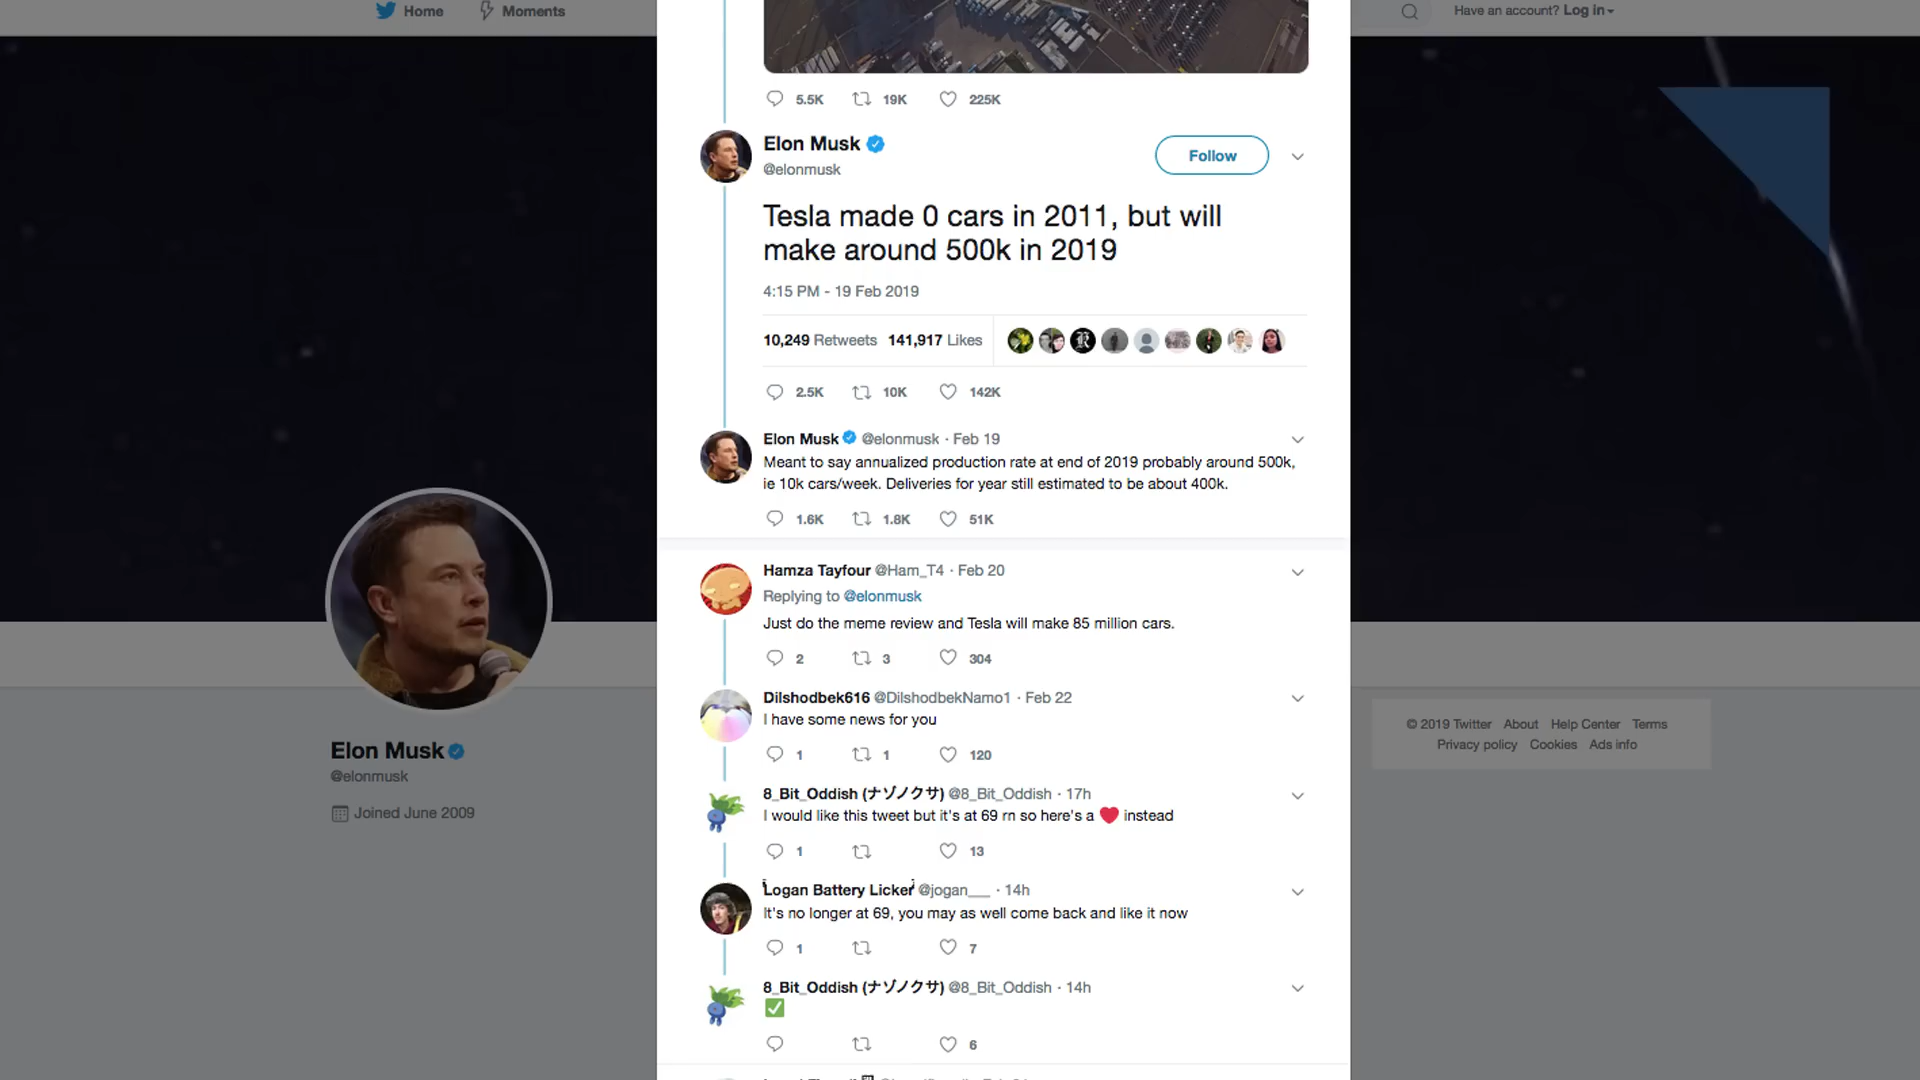 Home Moments
Have an account? Log in
5.5K 19K 225K
Elon Musk
@elonmusk
Follow
Tesla made 0 cars in 2011, but will
make around 500k in 2019
4:15 PM - 19 Feb 2019
10,249 Retweets 141,917 Likes
2.5K 10K 142K
Elon Musk @elonmusk · Feb 19
Meant to say annualized production rate at end of 2019 probably around 500k,
ie 10k cars/week. Deliveries for year still estimated to be about 400k.
1.6K 1.8K 51K
Hamza Tayfour @Ham_T4 · Feb 20
Replying to @elonmusk
Just do the meme review and Tesla will make 85 million cars.
2 3 304
Dilshodbek616 @DilshodbekNamo1 · Feb 22
I have some news for you
1 1 120
8_Bit_Oddish (ナゾノクサ) @8_Bit_Oddish · 17h
I would like this tweet but it's at 69 rn so here's a ❤️ instead
1 13
Logan Battery Licker @jogan___ · 14h
It's no longer at 69, you may as well come back and like it now
1 7
8_Bit_Oddish (ナゾノクサ) @8_Bit_Oddish · 14h
✅
6
Elon Musk
@elonmusk
Joined June 2009
© 2019 Twitter About Help Center Terms
Privacy policy Cookies Ads info